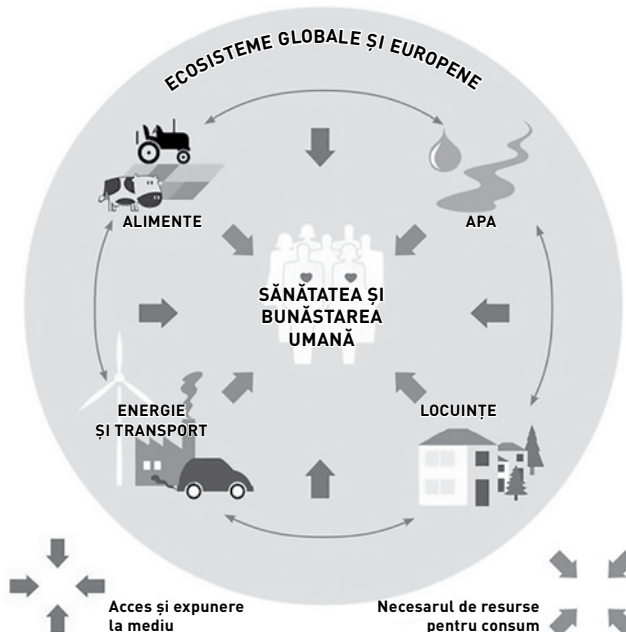 ECOSISTEME GLOBALE ȘI EUROPENE
ALIMENTE
APA
SĂNĂTATEA ȘI
BUNĂSTAREA
UMANĂ
ENERGIE
ȘI TRANSPORT
LOCUINȚE
Acces și expunere
la mediu
Necesarul de resurse
pentru consum